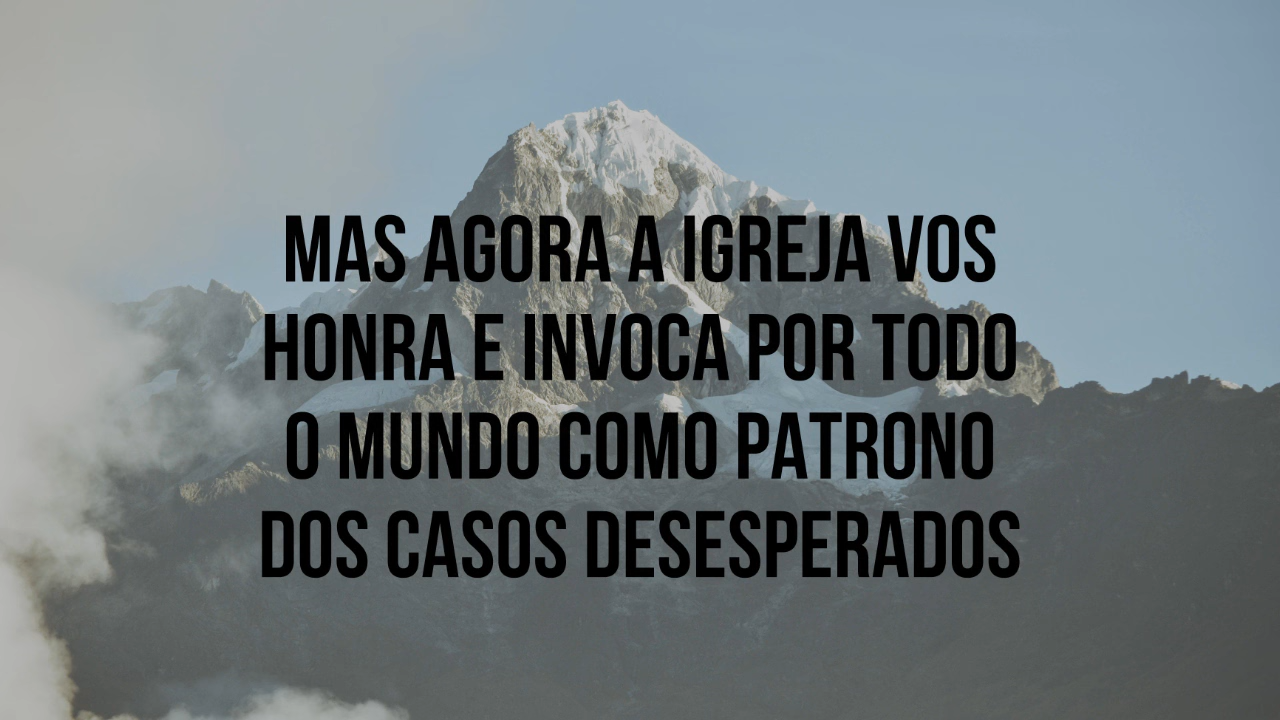 MAS AGORA A IGREJA VOS
HONRA E INVOCA POR TODO
O MUNDO COMO PATRONO
DOS CASOS DESESPERADOS